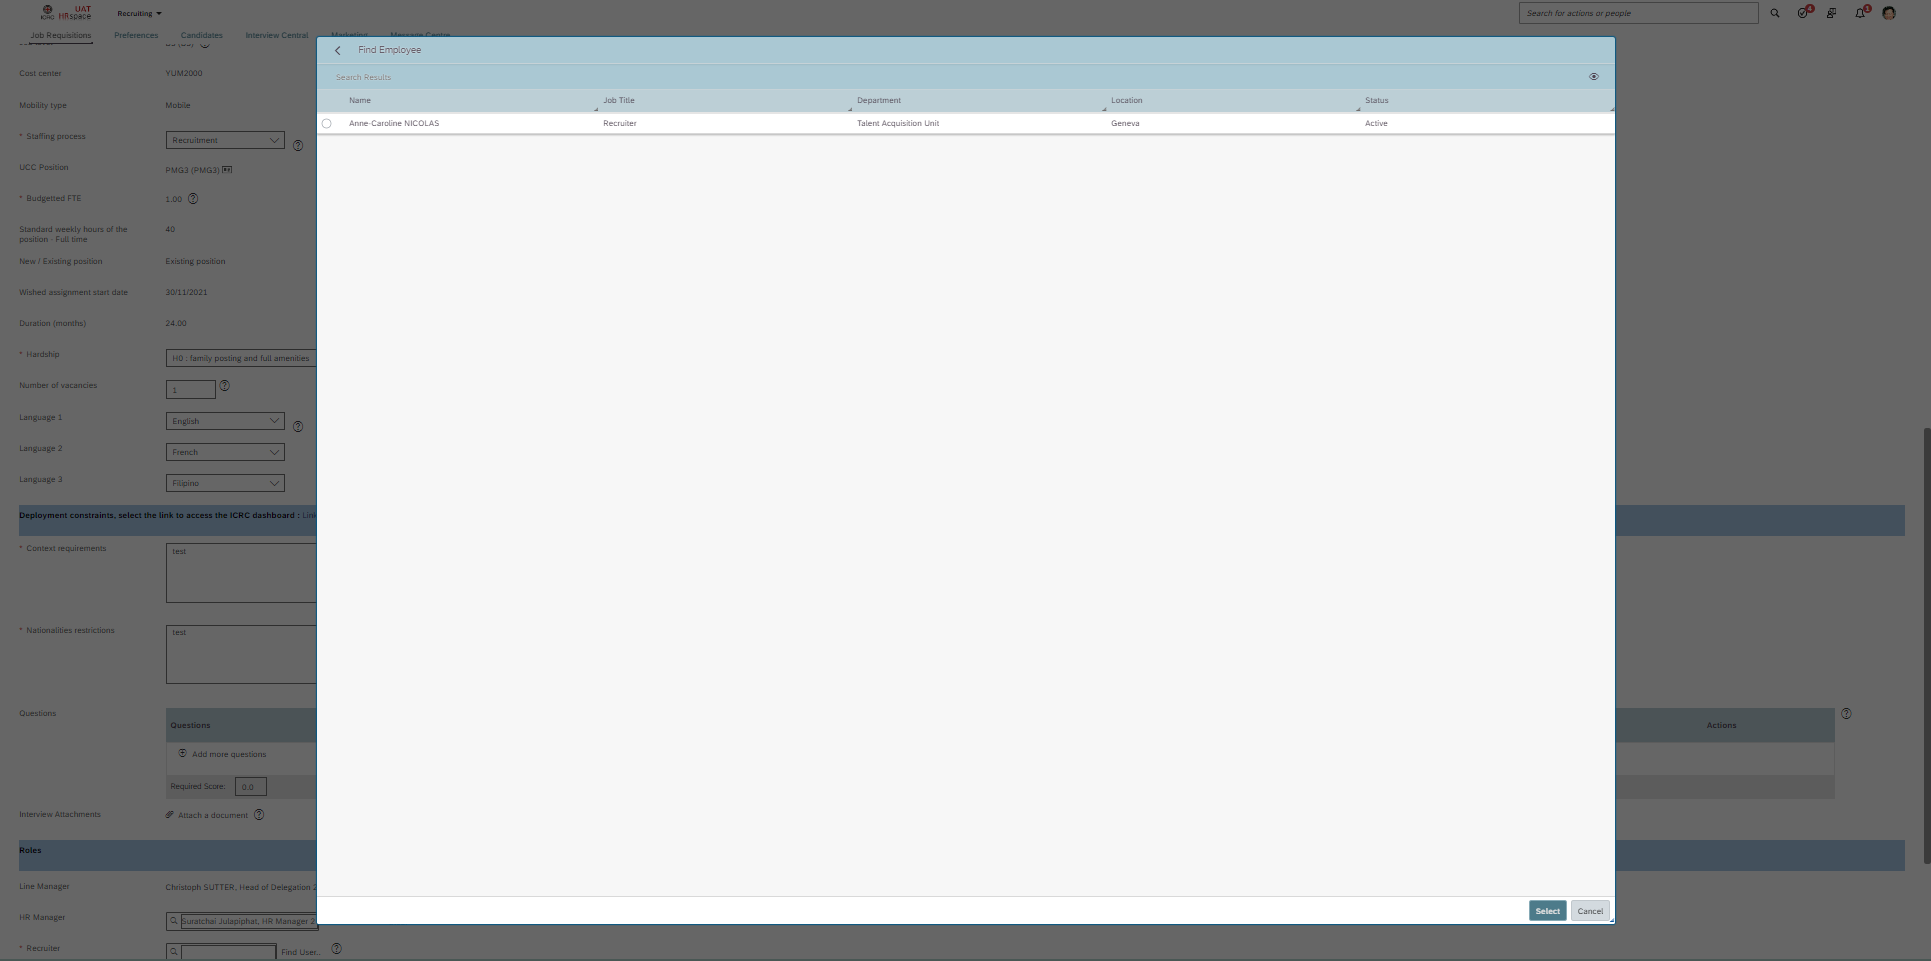 ICRC UAT
HRspace
Recruiting
Search for actions or people
4
1
Job Requisitions
Preferences
Candidates
Interview Central
Marketing
Message Centre
Cost center
YUM2000
Mobility type
Mobile
* Staffing process
Recruitment
UCC Position
PMG3 (PMG3)
* Budgetted FTE
1.00
Standard weekly hours of the
position - Full time
40
New / Existing position
Existing position
Wished assignment start date
30/11/2021
Duration (months)
24.00
* Hardship
H0 : family posting and full amenities
Number of vacancies
1
Language 1
English
Language 2
French
Language 3
Filipino
Deployment constraints, select the link to access the ICRC dashboard : Link
* Context requirements
test
* Nationalities restrictions
test
Questions
Questions
Actions
Add more questions
Required Score:
0.0
Interview Attachments
Attach a document
Roles
Line Manager
Christoph SUTTER, Head of Delegation 2
HR Manager
Suratchai Julapiphat, HR Manager 2
* Recruiter
Find User...
Find Employee
Search Results
Name
Job Title
Department
Location
Status
Anne-Caroline NICOLAS
Recruiter
Talent Acquisition Unit
Geneva
Active
Select
Cancel